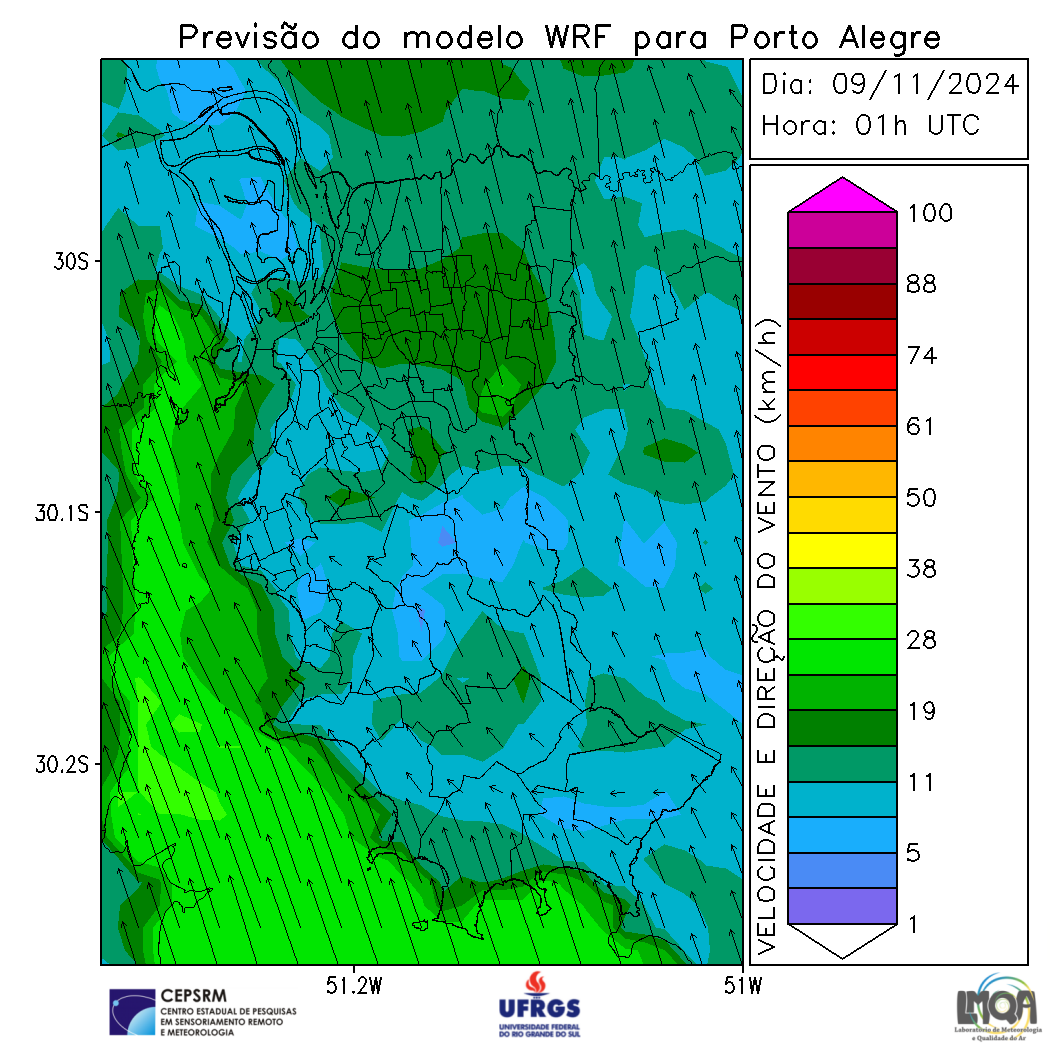 Previsão do modelo WRF para Porto Alegre
Dia: 09/11/2024
Hora: 01h UTC
30S
30.1S
30.2S
51.2W
51W
VELOCIDADE E DIREÇÃO DO VENTO (km/h)
100
88
74
61
50
38
28
19
11
5
1
CEPSRM
CENTRO ESTADUAL DE PESQUISAS
EM SENSORIAMENTO REMOTO
E METEOROLOGIA
UFRGS
UNIVERSIDADE FEDERAL
DO RIO GRANDE DO SUL
LMQA
Laboratório de Meteorologia
e Qualidade do Ar